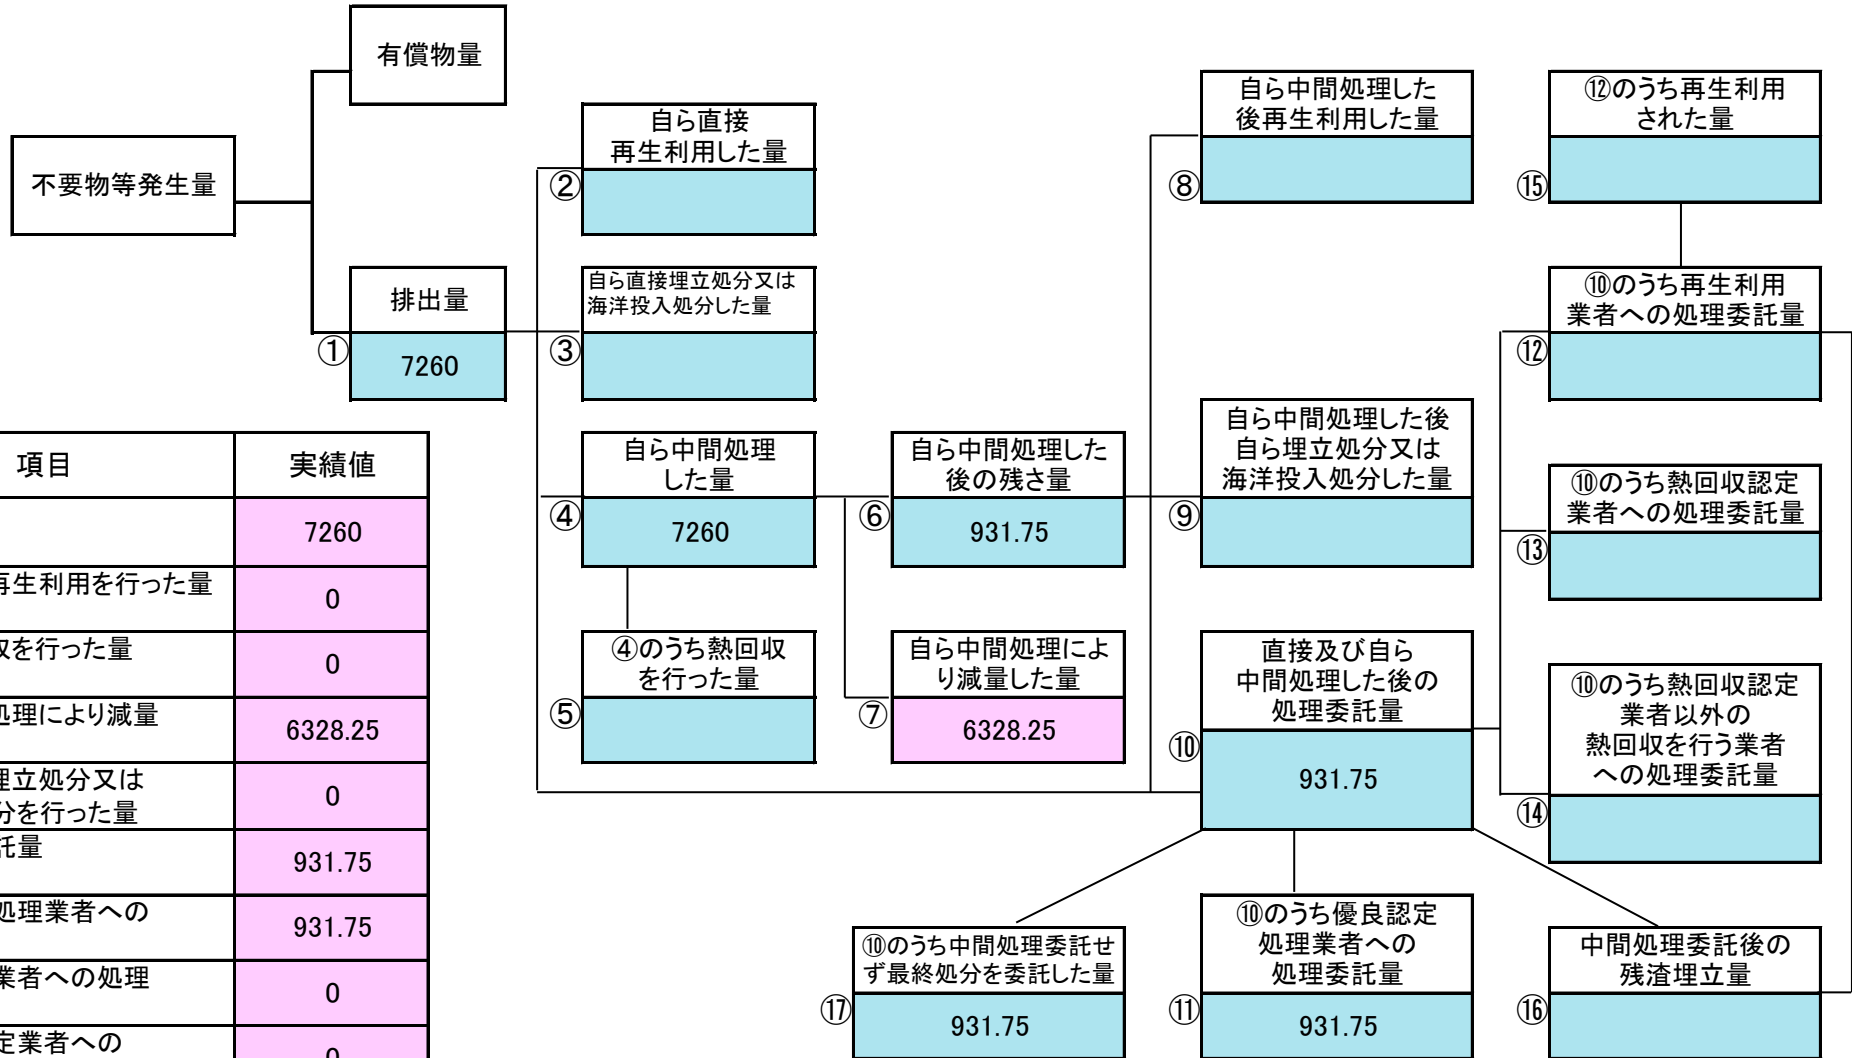 有償物量
不要物等発生量
排出量
①
7260
自ら直接
再生利用した量
②
自ら直接埋立処分又は
海洋投入処分した量
③
自ら中間処理
した量
④
7260
④のうち熱回収
を行った量
⑤
自ら中間処理した
後の残さ量
⑥
931.75
自ら中間処理によ
り減量した量
⑦
6328.25
自ら中間処理した
後再生利用した量
⑧
自ら中間処理した後
自ら埋立処分又は
海洋投入処分した量
⑨
直接及び自ら
中間処理した後の
処理委託量
⑩
931.75
⑫のうち再生利用
された量
⑮
⑩のうち再生利用
業者への処理委託量
⑫
⑩のうち熱回収認定
業者への処理委託量
⑬
⑩のうち熱回収認定
業者以外の
熱回収を行う業者
への処理委託量
⑭
⑩のうち中間処理委託せ
ず最終処分を委託した量
⑰
931.75
⑩のうち優良認定
処理業者への
処理委託量
⑪
931.75
中間処理委託後の
残渣埋立量
⑯
項目 実績値
7260
再生利用を行った量 0
を行った量 0
処理により減量 6328.25
埋立処分又は
分を行った量 0
託量 931.75
処理業者への 931.75
業者への処理 0
定業者への 0